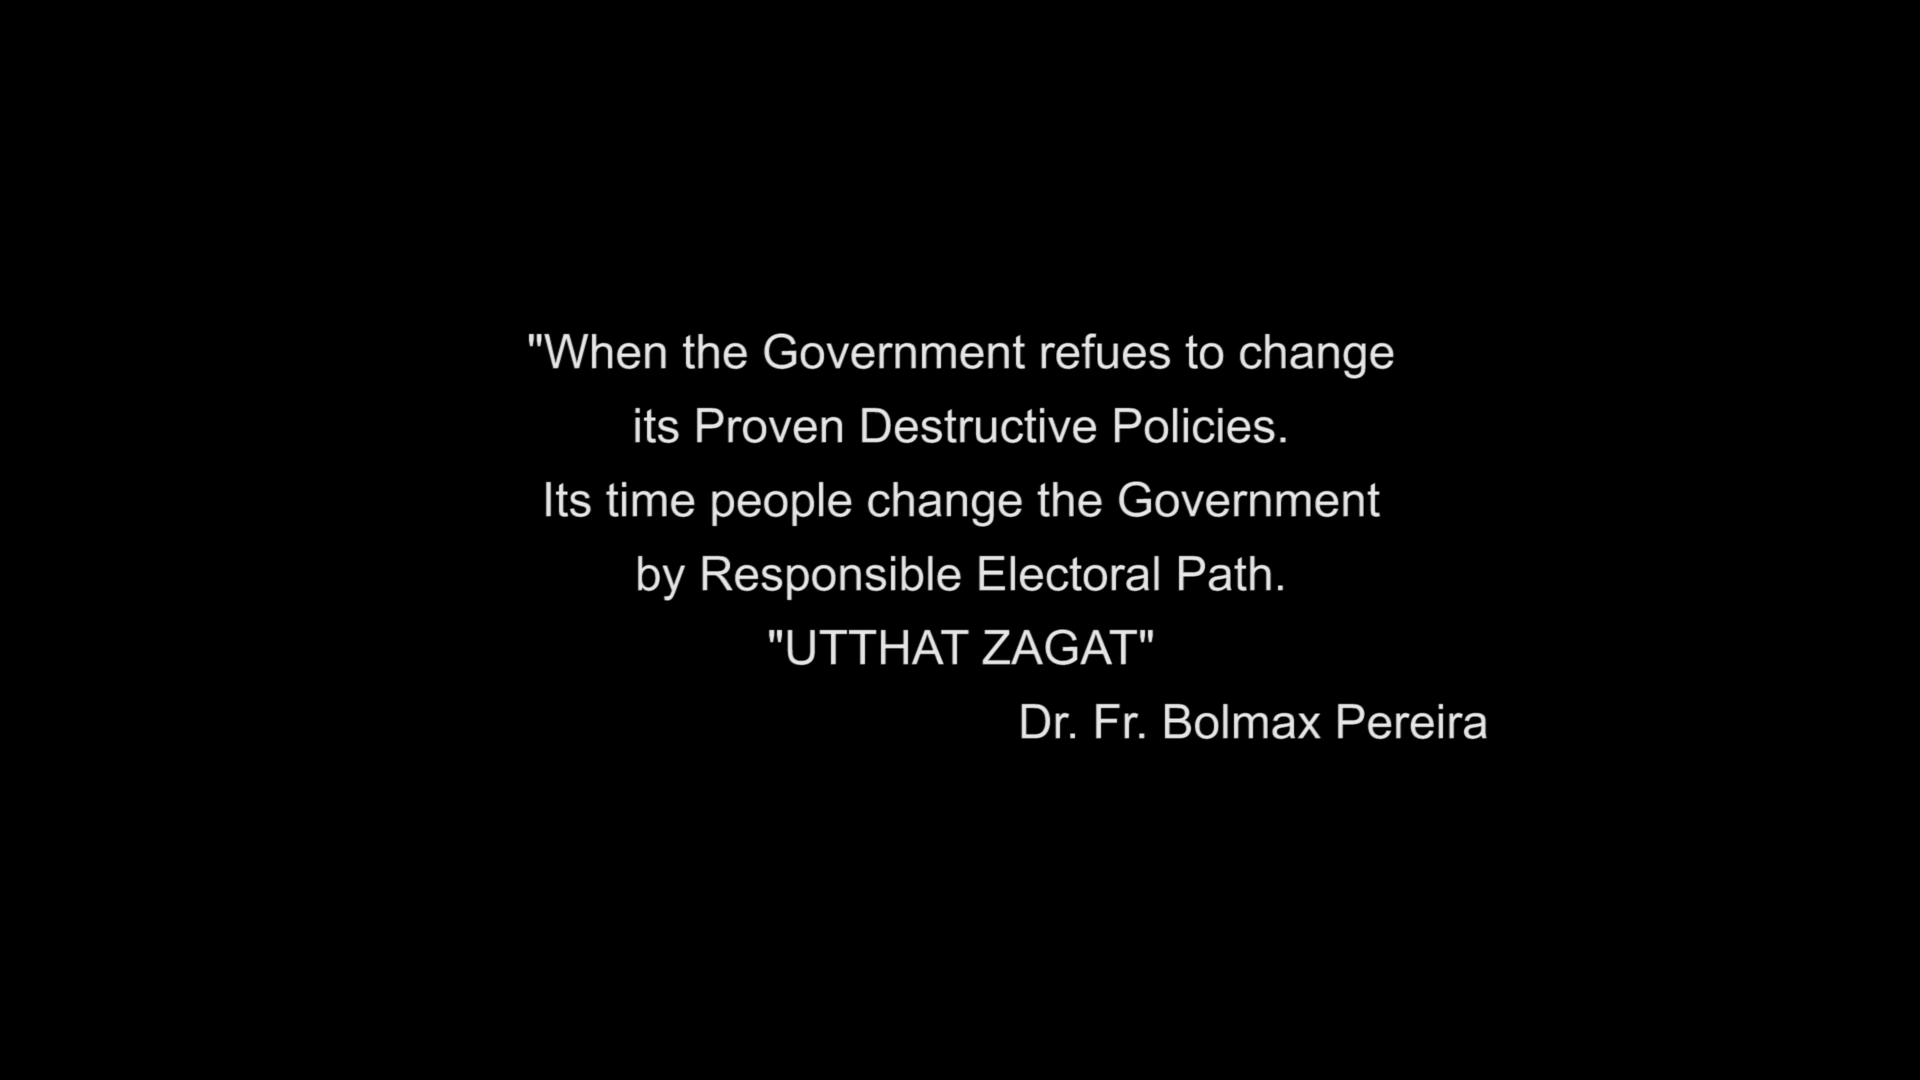 "When the Government refues to change
its Proven Destructive Policies.
Its time people change the Government
by Responsible Electoral Path.
"UTTHAT ZAGAT"
Dr. Fr. Bolmax Pereira